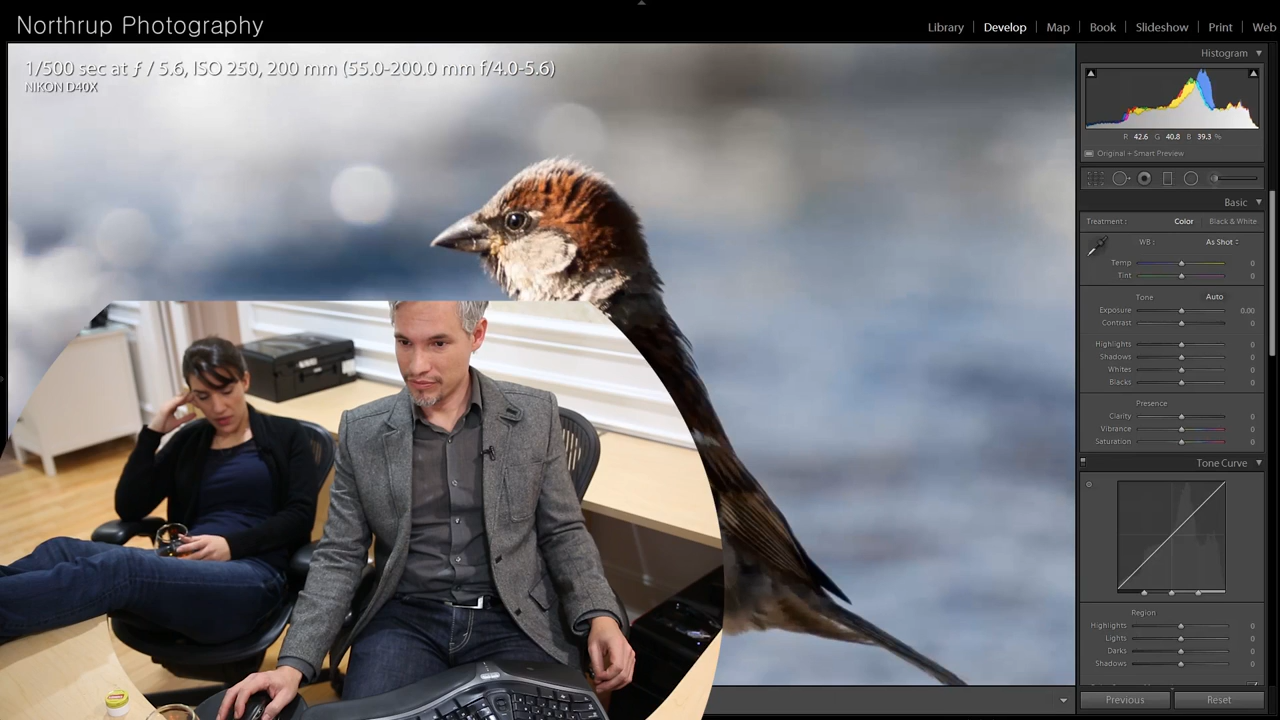 Northrup Photography
Library | Develop | Map | Book | Slideshow | Print | Web
1/500 sec at ƒ / 5.6, ISO 250, 200 mm (55.0-200.0 mm f/4.0-5.6)
NIKON D40X
Histogram
R 42.6 G 40.8 B 39.3 %
Original + Smart Preview
Basic
Treatment : Color Black & White
WB : As Shot
Temp 0
Tint 0
Tone Auto
Exposure 0.00
Contrast 0
Highlights 0
Shadows 0
Whites 0
Blacks 0
Presence
Clarity 0
Vibrance 0
Saturation 0
Tone Curve
Region
Highlights 0
Lights 0
Darks 0
Shadows 0
Previous Reset